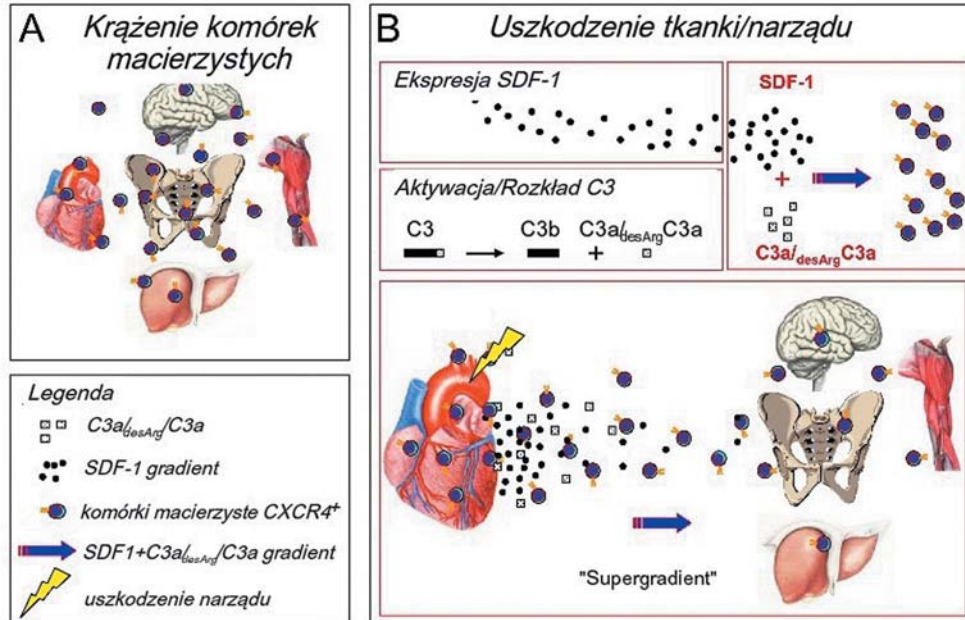 A
Krążenie komórek
macierzystych
Legenda
C3a/desArg/C3a
SDF-1 gradient
komórki macierzyste CXCR4+
SDF1+C3a/desArg/C3a gradient
uszkodzenie narządu
B
Uszkodzenie tkanki/narządu
Ekspresja SDF-1
Aktywacja/Rozkład C3
C3 C3b C3a/desArgC3a
+
SDF-1
+
C3a/desArgC3a
"Supergradient"